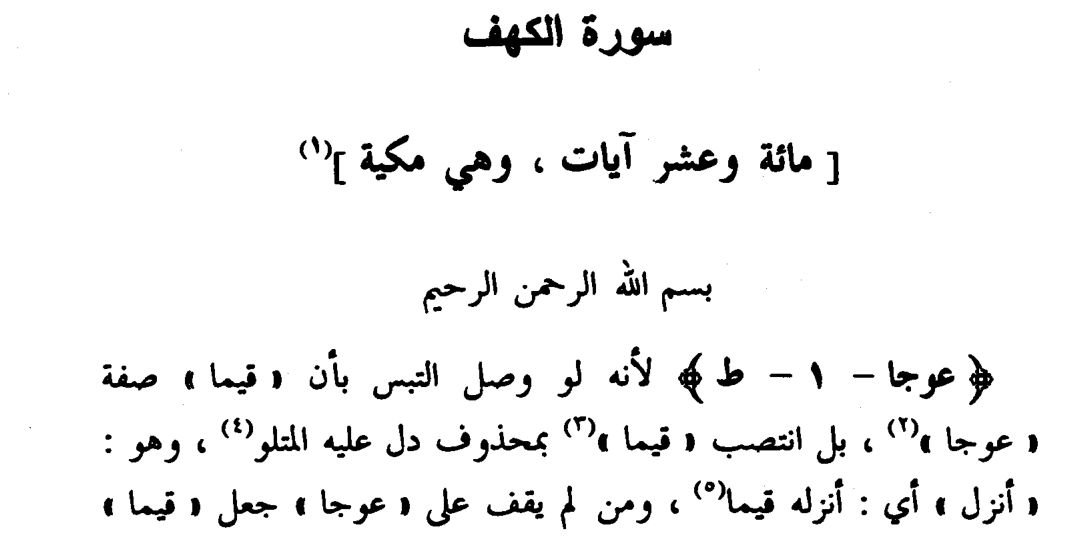 سورة الكهف
[ مائة وعشر آيات ، وهي مكية ](١)
بسم الله الرحمن الرحيم
﴿ عوجا – ١ – ط ﴾ لأنه لو وصل التبس بأن « قيما » صفة
« عوجا »(٢) ، بل انتصب « قيما »(٣) بمحذوف دل عليه المتلو(٤) ، وهو :
« أنزل » أي : أنزله قيما(٥) ، ومن لم يقف على « عوجا » جعل « قيما »